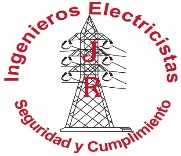 Ingenieros Electricistas
J
R
Seguridad y Cumplimiento